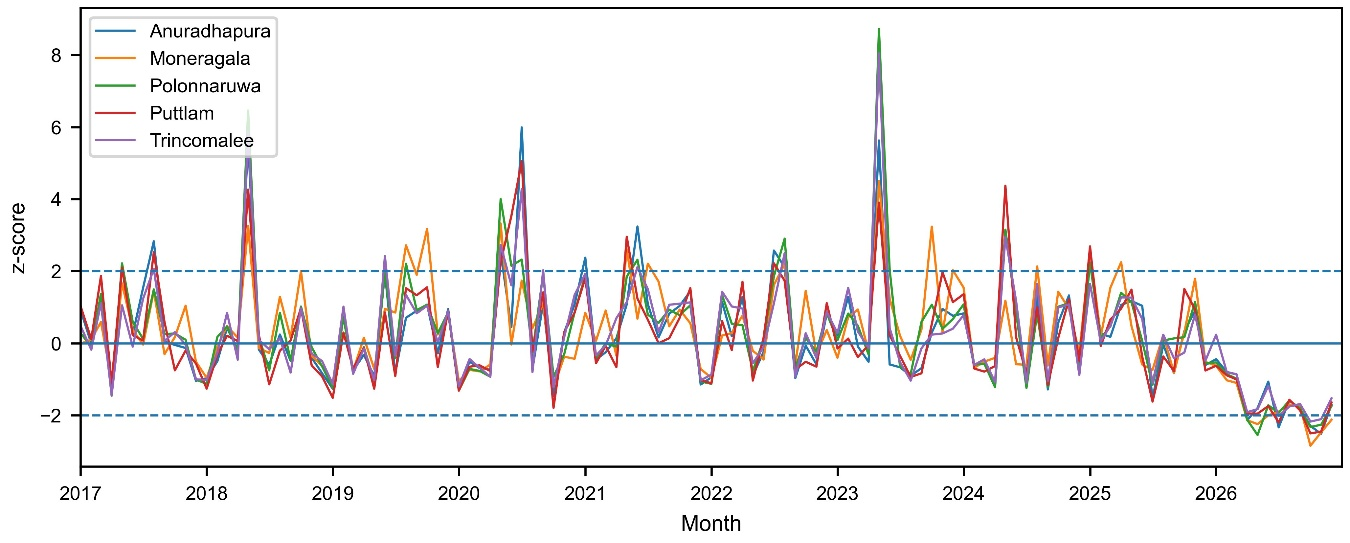 Anuradhapura
Moneragala
Polonnaruwa
Puttlam
Trincomalee
8
6
4
2
0
−2
z-score
2017 2018 2019 2020 2021 2022 2023 2024 2025 2026
Month